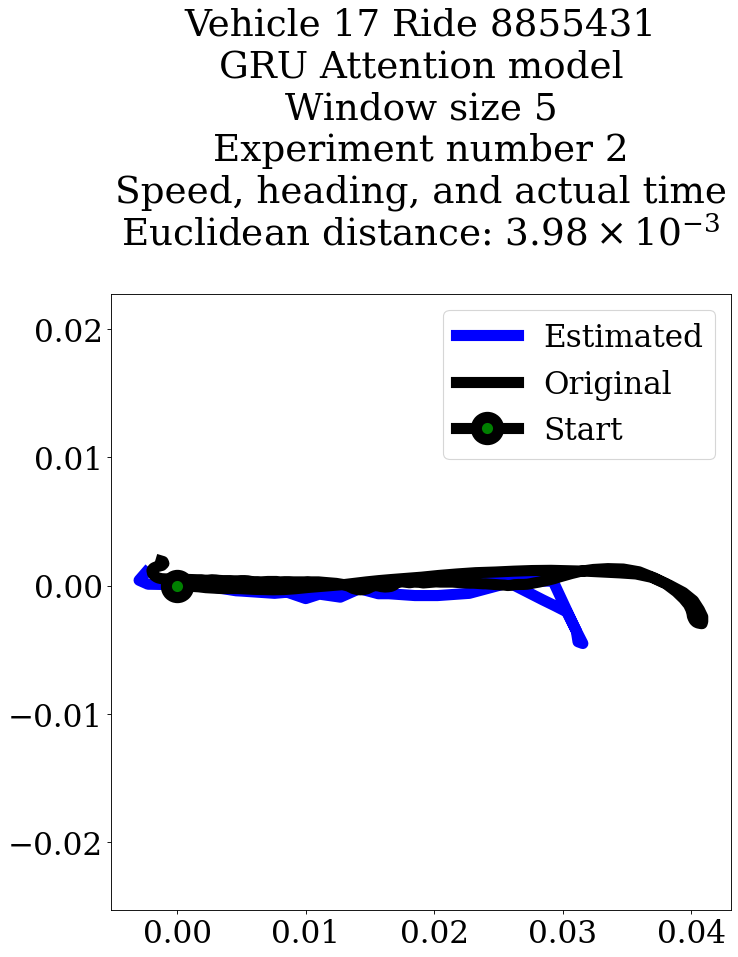 Vehicle 17 Ride 8855431
GRU Attention model
Window size 5
Experiment number 2
Speed, heading, and actual time
Euclidean distance: 3.98 × 10⁻³
Estimated
Original
Start
0.02
0.01
0.00
−0.01
−0.02
0.00 0.01 0.02 0.03 0.04